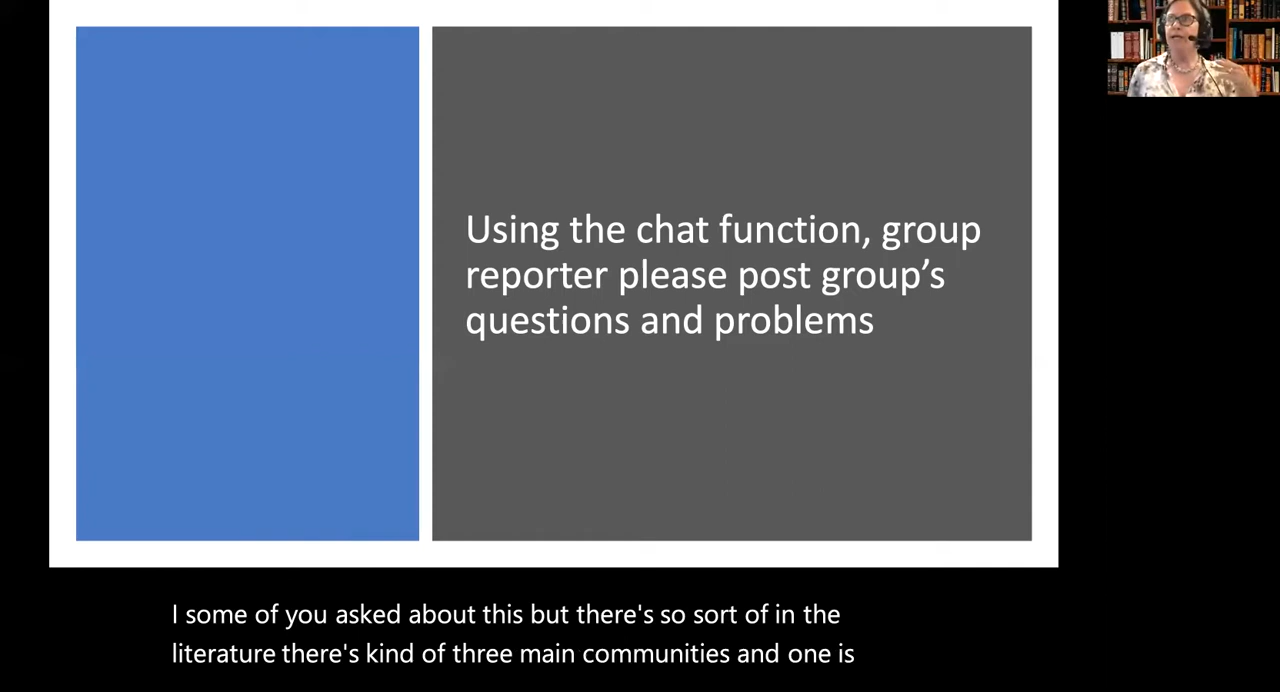 Using the chat function, group
reporter please post group’s
questions and problems
I some of you asked about this but there's so sort of in the
literature there's kind of three main communities and one is